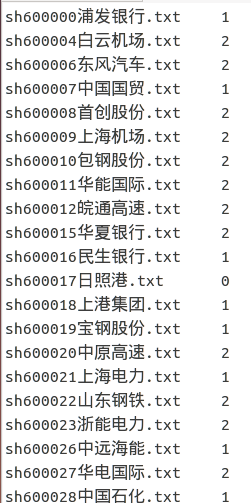 sh600000浦发银行.txt 1
sh600004白云机场.txt 2
sh600006东风汽车.txt 2
sh600007中国国贸.txt 1
sh600008首创股份.txt 2
sh600009上海机场.txt 2
sh600010包钢股份.txt 2
sh600011华能国际.txt 2
sh600012皖通高速.txt 2
sh600015华夏银行.txt 2
sh600016民生银行.txt 1
sh600017日照港.txt 0
sh600018上港集团.txt 1
sh600019宝钢股份.txt 1
sh600020中原高速.txt 2
sh600021上海电力.txt 1
sh600022山东钢铁.txt 2
sh600023浙能电力.txt 2
sh600026中远海能.txt 1
sh600027华电国际.txt 2
sh600028中国石化.txt 1